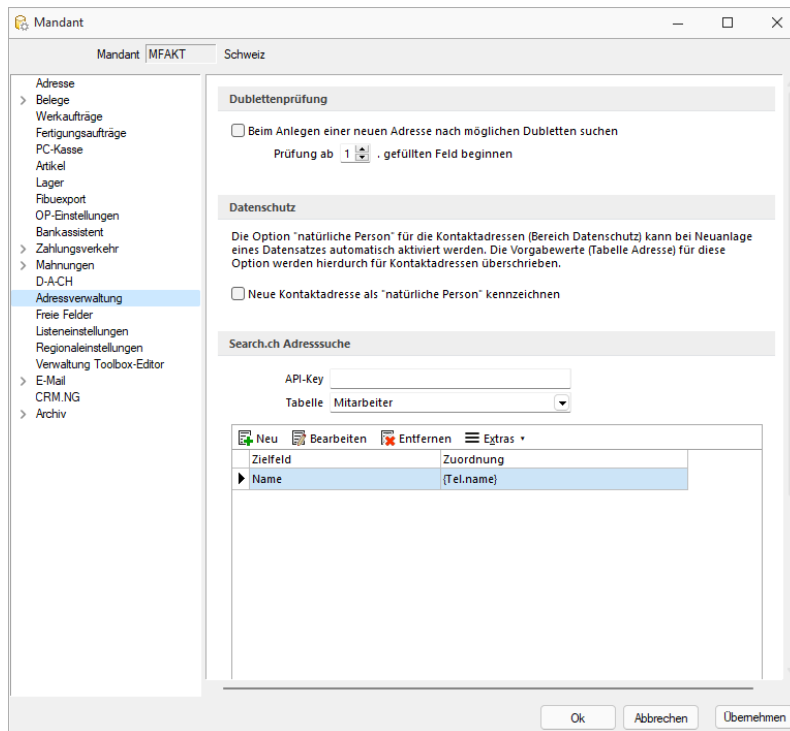 Mandant
Mandant MFAKT Schweiz
Adresse
Belege
Werkaufträge
Fertigungsaufträge
PC-Kasse
Artikel
Lager
Fibuexport
OP-Einstellungen
Bankassistent
Zahlungsverkehr
Mahnungen
D-A-CH
Adressverwaltung
Freie Felder
Listeneinstellungen
Regionaleinstellungen
Verwaltung Toolbox-Editor
E-Mail
CRM.NG
Archiv
Dublettenprüfung
Beim Anlegen einer neuen Adresse nach möglichen Dubletten suchen
Prüfung ab 1 . gefüllten Feld beginnen
Datenschutz
Die Option "natürliche Person" für die Kontaktadressen (Bereich Datenschutz) kann bei Neuanlage
eines Datensatzes automatisch aktiviert werden. Die Vorgabewerte (Tabelle Adresse) für diese
Option werden hierdurch für Kontaktadressen überschrieben.
Neue Kontaktadresse als "natürliche Person" kennzeichnen
Search.ch Adresssuche
API-Key
Tabelle Mitarbeiter
Neu Bearbeiten Entfernen Extras
Zielfeld Zuordnung
Name {Tel.name}
Ok Abbrechen Übernehmen